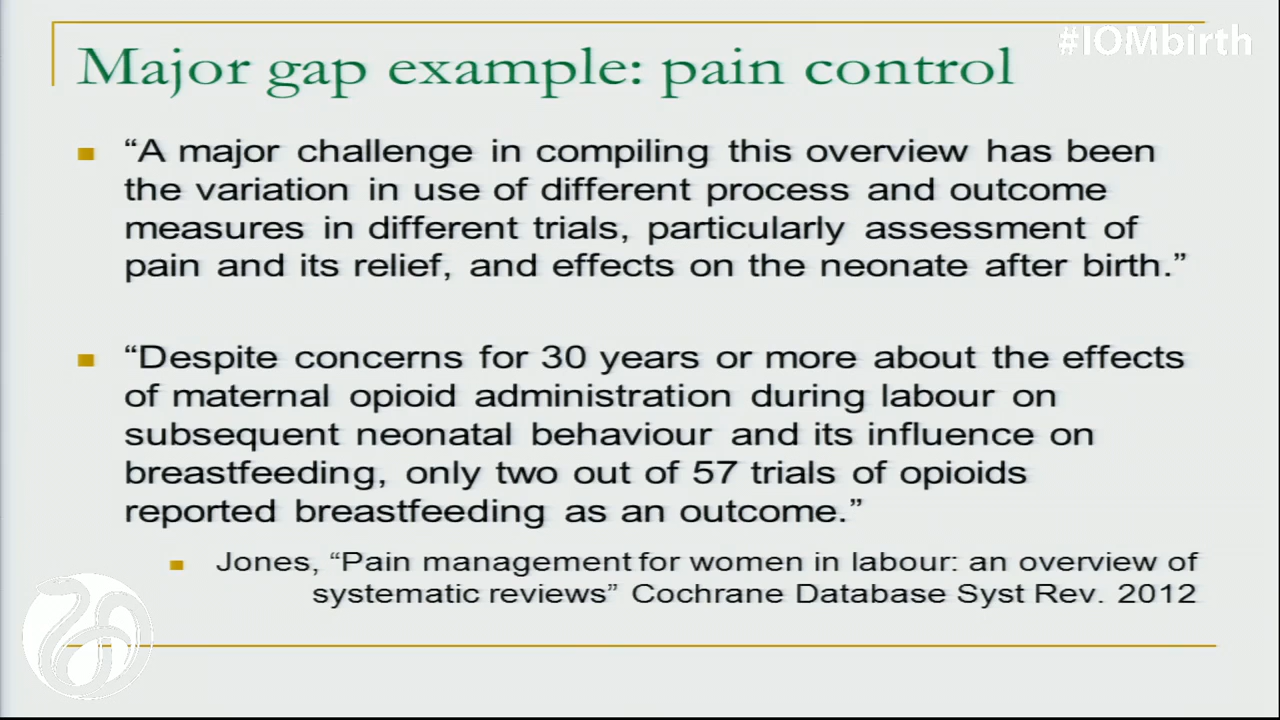 #IOMbirth
Major gap example: pain control
“A major challenge in compiling this overview has been
the variation in use of different process and outcome
measures in different trials, particularly assessment of
pain and its relief, and effects on the neonate after birth.”
“Despite concerns for 30 years or more about the effects
of maternal opioid administration during labour on
subsequent neonatal behaviour and its influence on
breastfeeding, only two out of 57 trials of opioids
reported breastfeeding as an outcome.”
Jones, “Pain management for women in labour: an overview of
systematic reviews” Cochrane Database Syst Rev. 2012